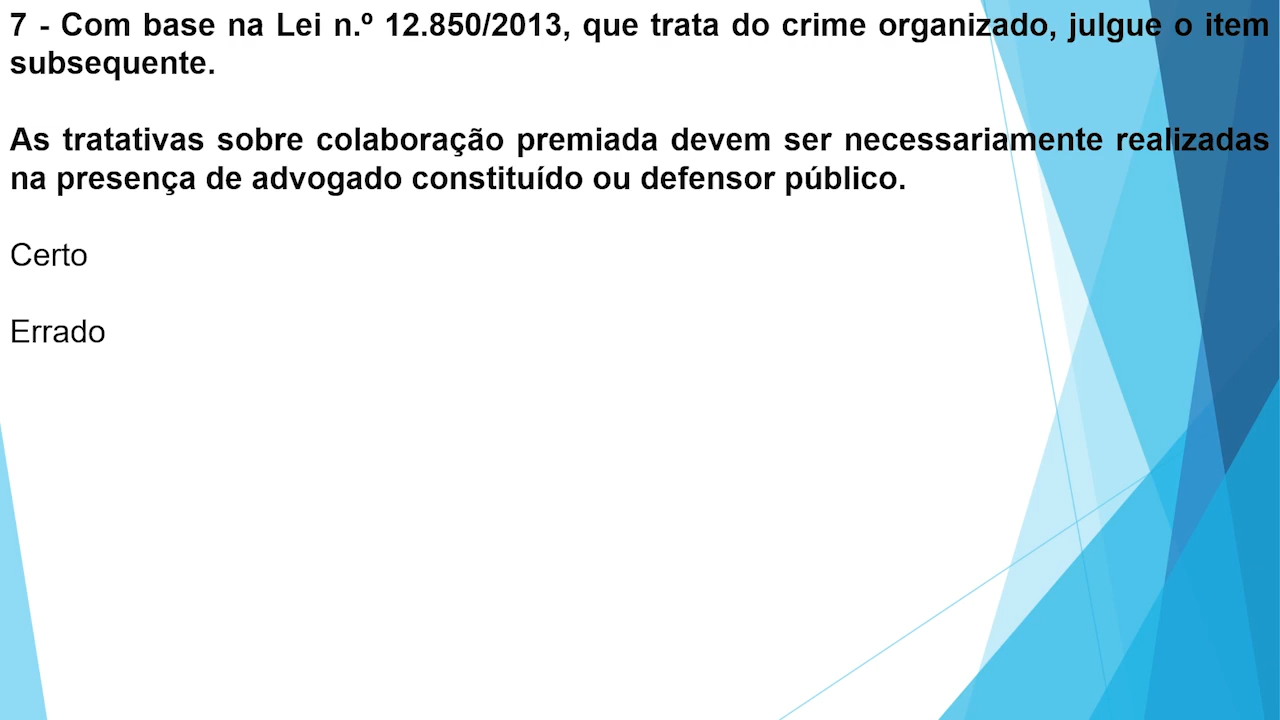 7 - Com base na Lei n.º 12.850/2013, que trata do crime organizado, julgue o item
subsequente.
As tratativas sobre colaboração premiada devem ser necessariamente realizadas
na presença de advogado constituído ou defensor público.
Certo
Errado